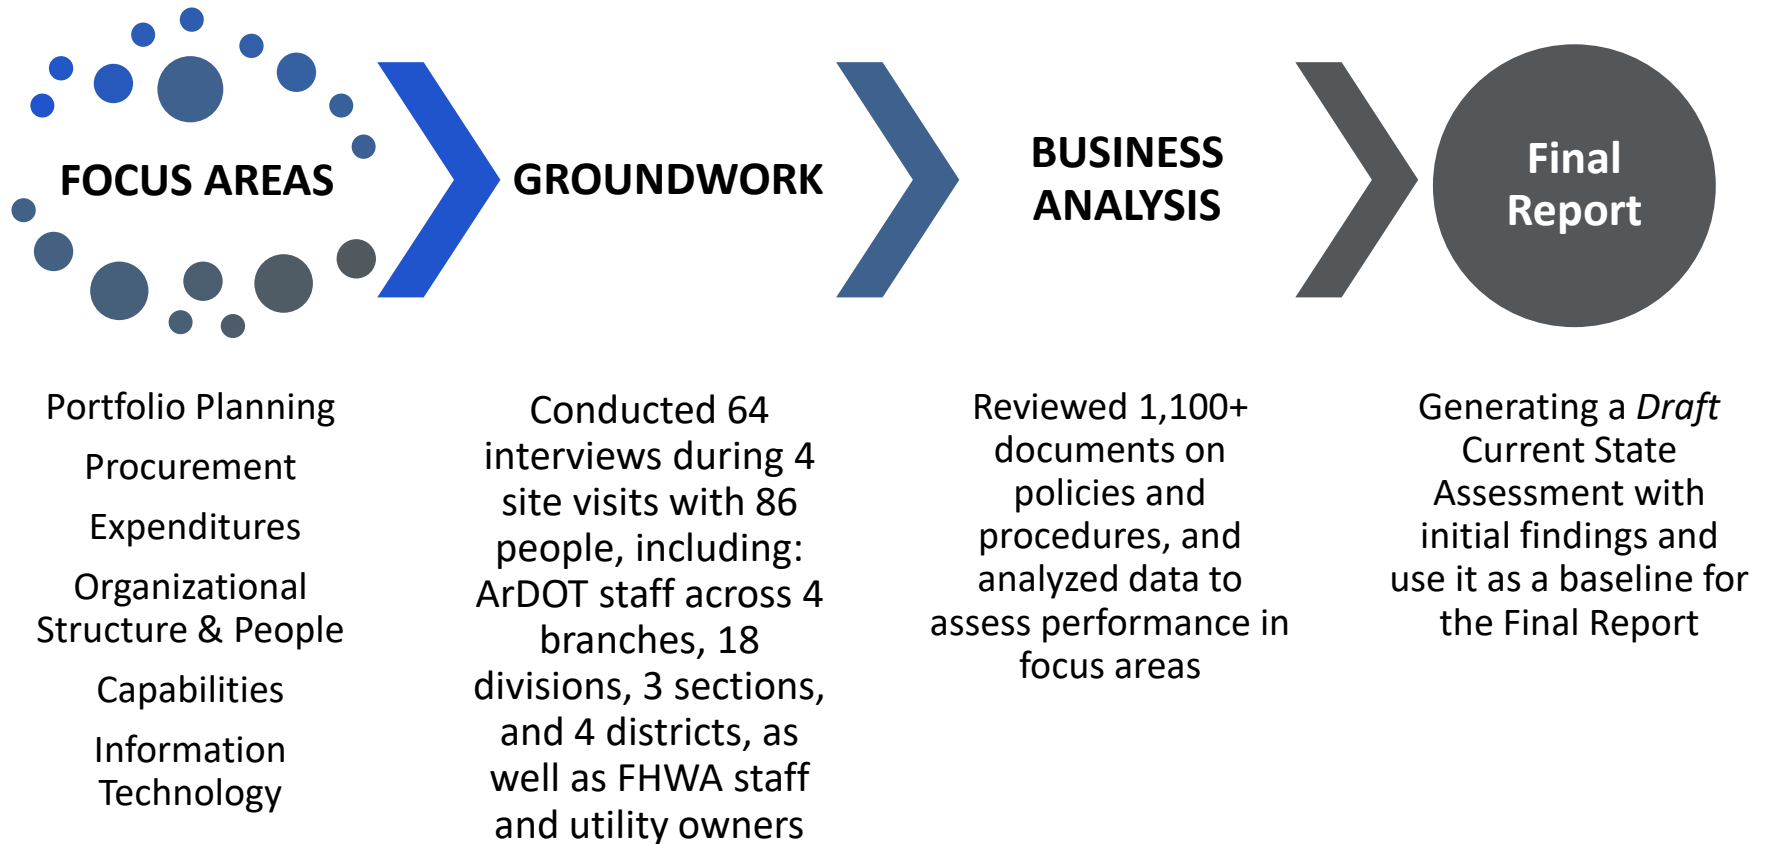 FOCUS AREAS
GROUNDWORK
BUSINESS
ANALYSIS
Final
Report
Portfolio Planning
Procurement
Expenditures
Organizational
Structure & People
Capabilities
Information
Technology
Conducted 64
interviews during 4
site visits with 86
people, including:
ArDOT staff across 4
branches, 18
divisions, 3 sections,
and 4 districts, as
well as FHWA staff
and utility owners
Reviewed 1,100+
documents on
policies and
procedures, and
analyzed data to
assess performance in
focus areas
Generating a Draft
Current State
Assessment with
initial findings and
use it as a baseline for
the Final Report